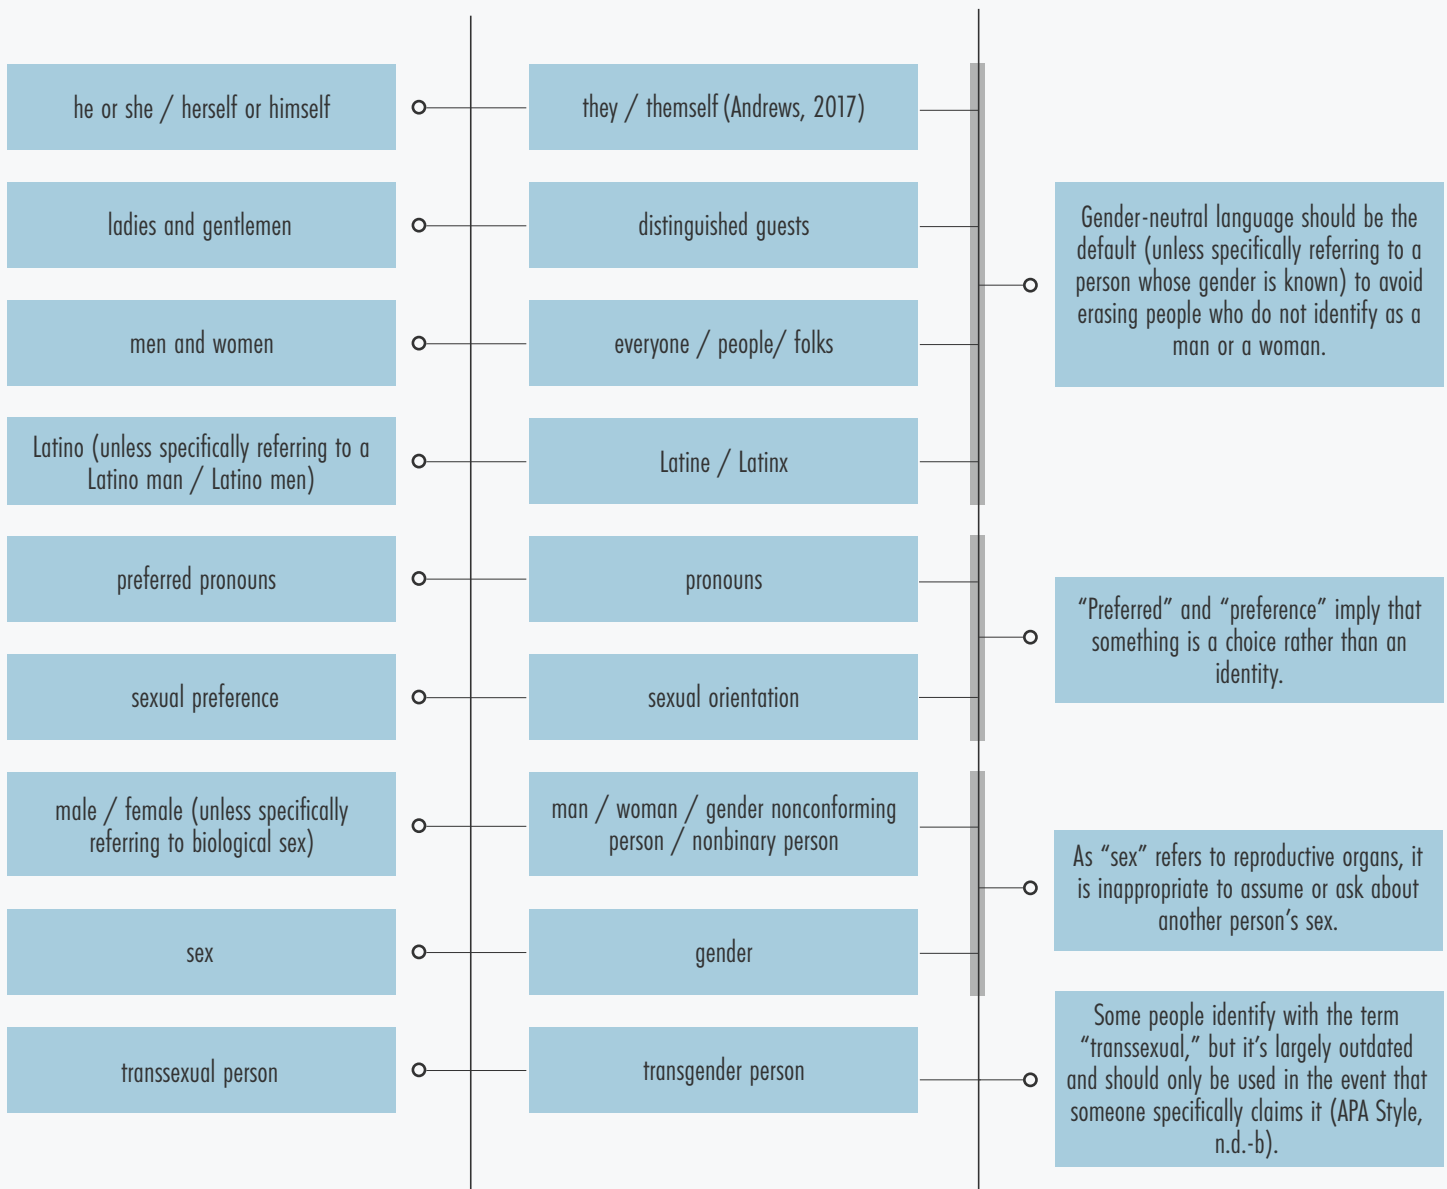 he or she / herself or himself
they / themself (Andrews, 2017)
ladies and gentlemen
distinguished guests
men and women
everyone / people/ folks
Gender-neutral language should be the
default (unless specifically referring to a
person whose gender is known) to avoid
erasing people who do not identify as a
man or a woman.
Latino (unless specifically referring to a
Latino man / Latino men)
Latine / Latinx
preferred pronouns
pronouns
sexual preference
sexual orientation
“Preferred” and “preference” imply that
something is a choice rather than an
identity.
male / female (unless specifically
referring to biological sex)
man / woman / gender nonconforming
person / nonbinary person
sex
gender
As “sex” refers to reproductive organs, it
is inappropriate to assume or ask about
another person’s sex.
transsexual person
transgender person
Some people identify with the term
“transsexual,” but it’s largely outdated
and should only be used in the event that
someone specifically claims it (APA Style,
n.d.-b).